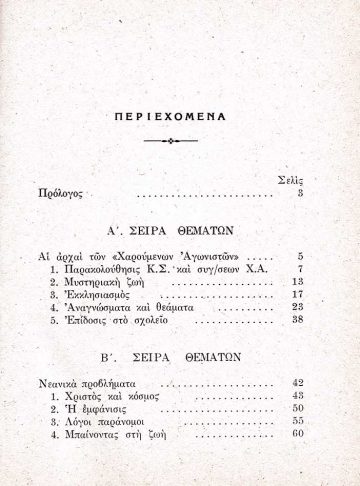 ΠΕΡΙΕΧΟΜΕΝΑ
Σελὶς
Πρόλογος .................... 3
Α΄. ΣΕΙΡΑ ΘΕΜΑΤΩΝ
Αἱ ἀρχαὶ τῶν «Χαρούμενων Ἀγωνιστῶν» ..... 5
1. Παρακολούθησις Κ.Σ. καὶ συγ/σεων Χ.Α. 7
2. Μυστηριακὴ ζωὴ ............... 13
3. Ἐκκλησιασμὸς ............... 17
4. Ἀναγνώσματα καὶ θεάματα .......... 23
5. Ἐπίδοσις στὸ σχολεῖο .......... 38
Β΄. ΣΕΙΡΑ ΘΕΜΑΤΩΝ
Νεανικὰ προβλήματα ............... 42
1. Χριστὸς καὶ κόσμος ............... 43
2. Ἡ ἐμφάνισις ............... 50
3. Λόγοι παράνομοι ............... 55
4. Μπαίνοντας στὴ ζωὴ ............... 60